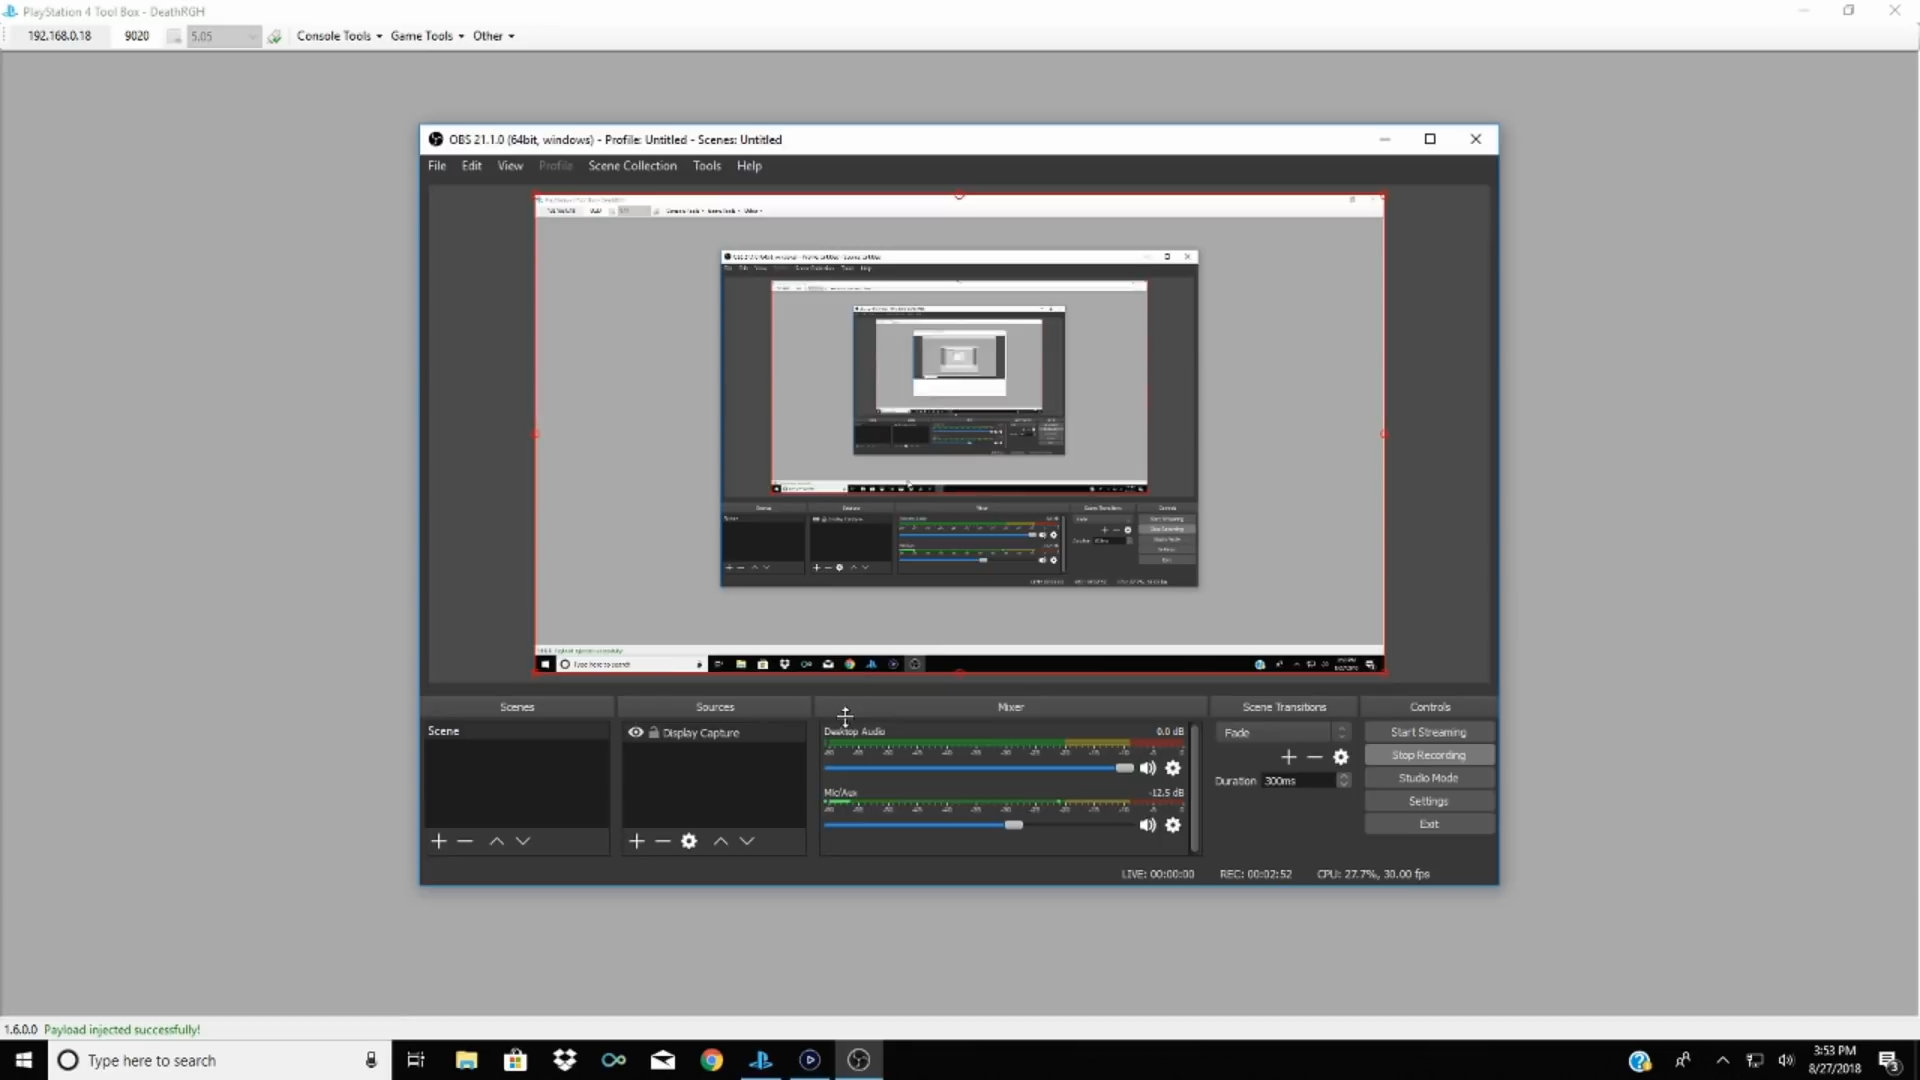 PlayStation 4 Tool Box - DeathRGH
192.168.0.18 9020 5.05 Console Tools Game Tools Other
OBS 21.1.0 (64bit, windows) - Profile: Untitled - Scenes: Untitled
File Edit View Profile Scene Collection Tools Help
Type here to search
Scenes Sources Mixer Scene Transitions Controls
Scene
Display Capture
Desktop Audio 0.0 dB
Mic/Aux -12.5 dB
Fade
Duration 300ms
Start Streaming
Stop Recording
Studio Mode
Settings
Exit
LIVE: 00:00:00 REC: 00:02:52 CPU: 27.7%, 30.00 fps
1.6.0.0 Payload injected successfully!
Type here to search
3:53 PM
8/27/2018
3